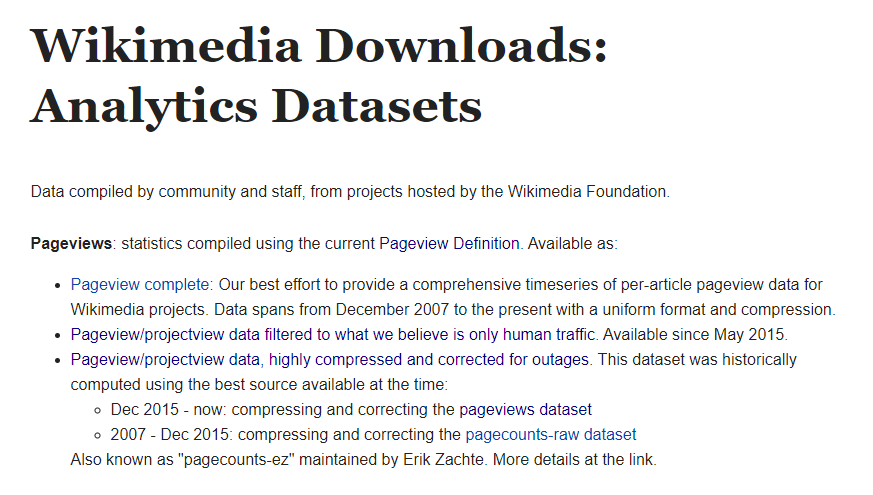 Wikimedia Downloads:
Analytics Datasets
Data compiled by community and staff, from projects hosted by the Wikimedia Foundation.
Pageviews: statistics compiled using the current Pageview Definition. Available as:
Pageview complete: Our best effort to provide a comprehensive timeseries of per-article pageview data for
Wikimedia projects. Data spans from December 2007 to the present with a uniform format and compression.
Pageview/projectview data filtered to what we believe is only human traffic. Available since May 2015.
Pageview/projectview data, highly compressed and corrected for outages. This dataset was historically
computed using the best source available at the time:
Dec 2015 - now: compressing and correcting the pageviews dataset
2007 - Dec 2015: compressing and correcting the pagecounts-raw dataset
Also known as "pagecounts-ez" maintained by Erik Zachte. More details at the link.